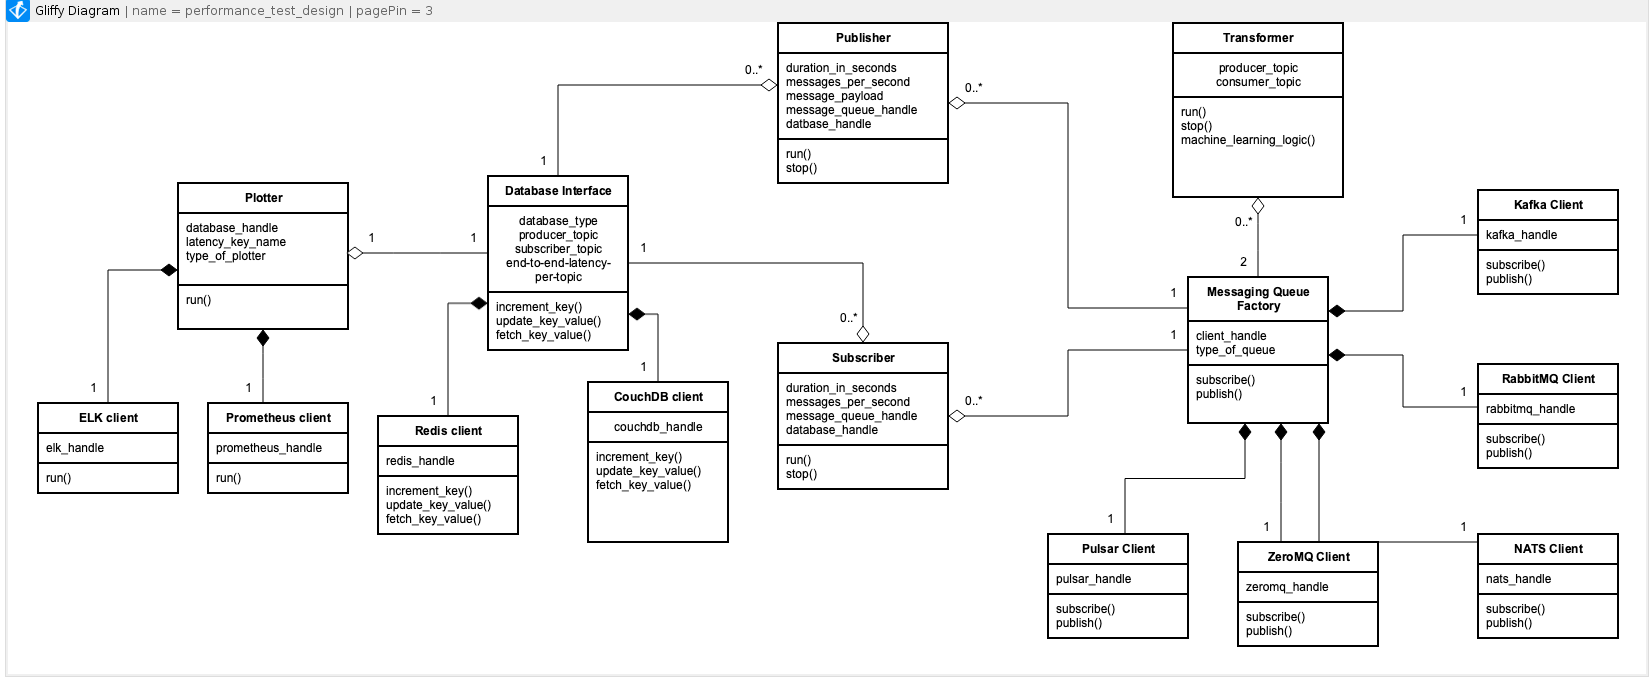 Gliffy Diagram | name = performance_test_design | pagePin = 3
Publisher
duration_in_seconds
messages_per_second
message_payload
message_queue_handle
datbase_handle
run()
stop()
0..*
0..*
Transformer
producer_topic
consumer_topic
run()
stop()
machine_learning_logic()
0..*
2
1
Plotter
database_handle
latency_key_name
type_of_plotter
run()
1
1
Database Interface
database_type
producer_topic
subscriber_topic
end-to-end-latency-
per-topic
increment_key()
update_key_value()
fetch_key_value()
1
0..*
Subscriber
duration_in_seconds
messages_per_second
message_queue_handle
database_handle
run()
stop()
0..*
1
1
Messaging Queue
Factory
client_handle
type_of_queue
subscribe()
publish()
1
Kafka Client
kafka_handle
subscribe()
publish()
1
RabbitMQ Client
rabbitmq_handle
subscribe()
publish()
1
ELK client
elk_handle
run()
1
Prometheus client
prometheus_handle
run()
1
Redis client
redis_handle
increment_key()
update_key_value()
fetch_key_value()
1
CouchDB client
couchdb_handle
increment_key()
update_key_value()
fetch_key_value()
1
Pulsar Client
pulsar_handle
subscribe()
publish()
1
ZeroMQ Client
zeromq_handle
subscribe()
publish()
1
NATS Client
nats_handle
subscribe()
publish()